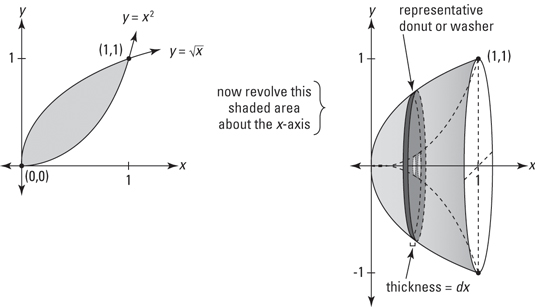 y
y = x²
(1,1)
y = √x
1
(0,0)
1
x
now revolve this
shaded area
about the x-axis
y
representative
donut or washer
1
(1,1)
x
1
-1
thickness = dx